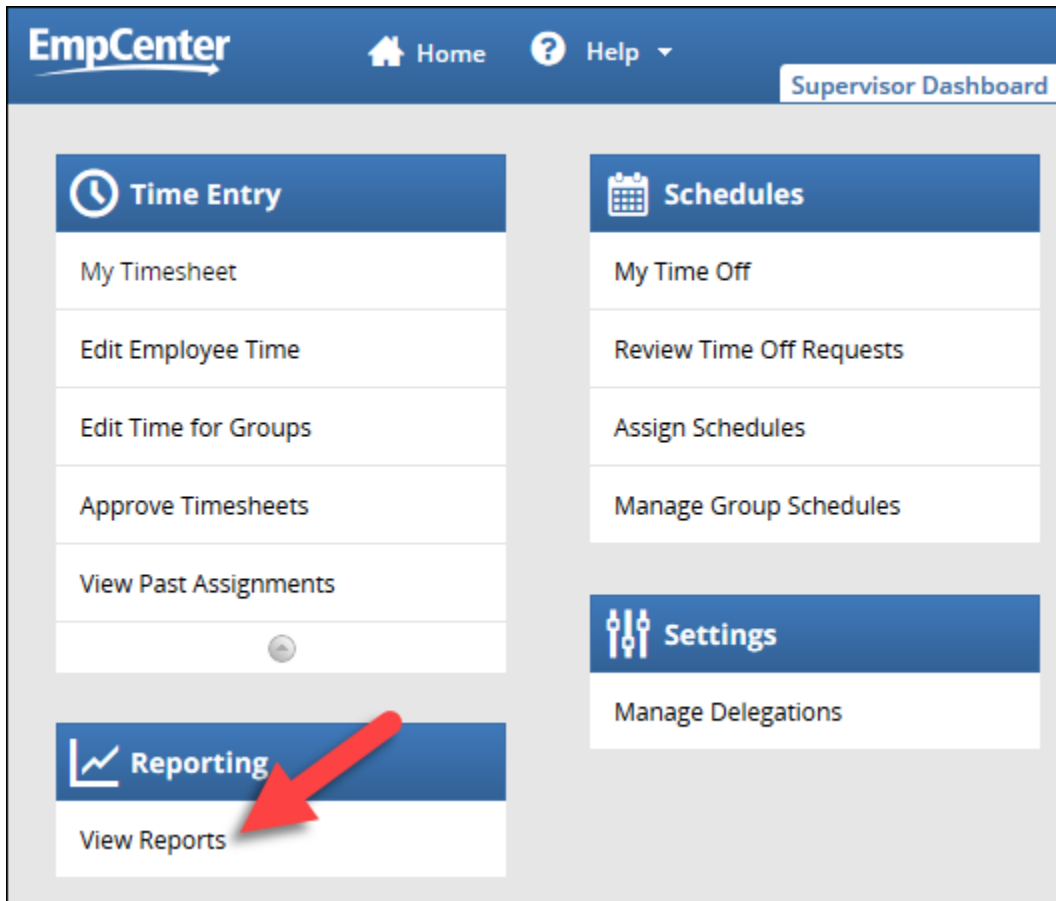 EmpCenter
Home
? Help
Supervisor Dashboard
Time Entry
My Timesheet
Edit Employee Time
Edit Time for Groups
Approve Timesheets
View Past Assignments
Reporting
View Reports
Schedules
My Time Off
Review Time Off Requests
Assign Schedules
Manage Group Schedules
Settings
Manage Delegations